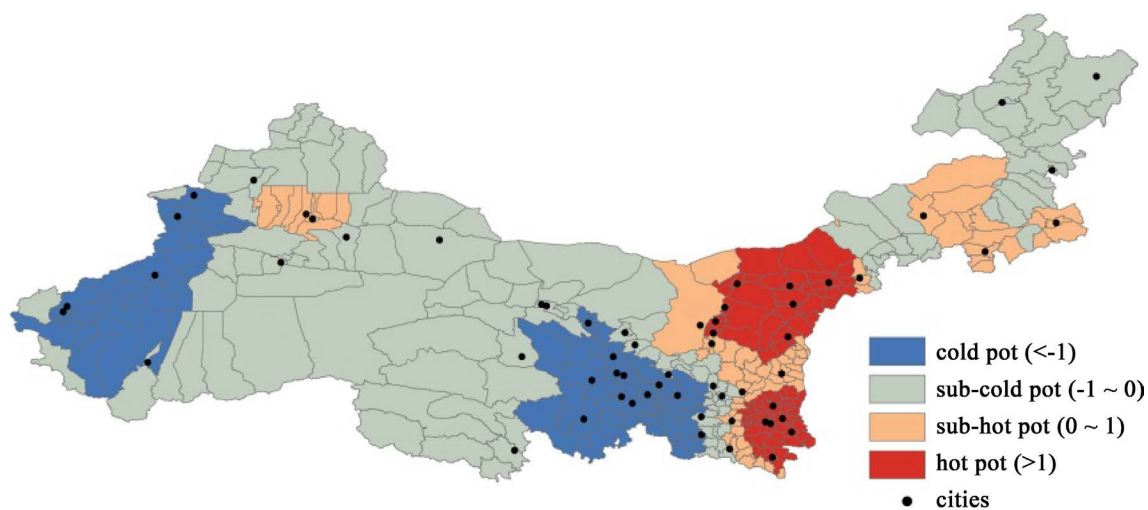 cold pot (<-1)
sub-cold pot (-1 ~ 0)
sub-hot pot (0 ~ 1)
hot pot (>1)
cities